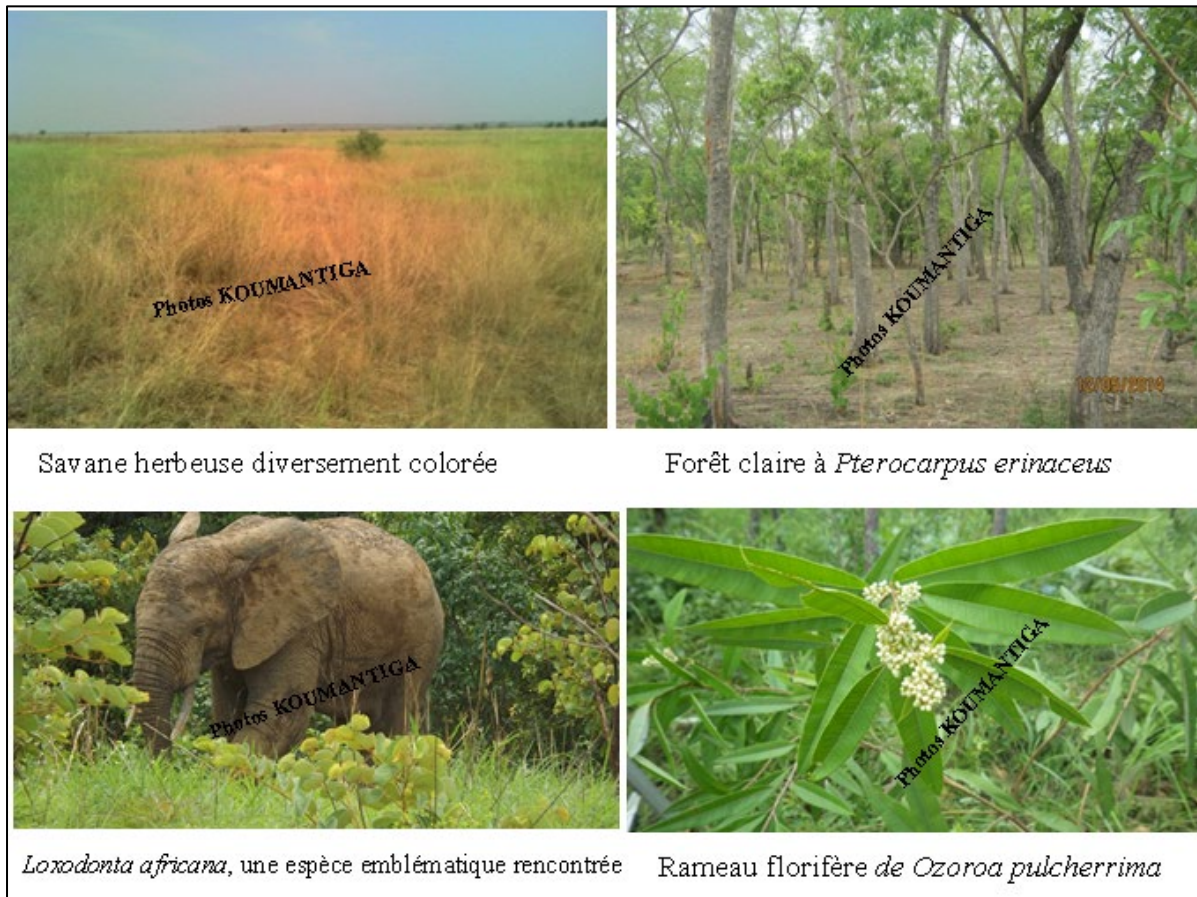 Photos KOUMANTIGA
Photos KOUMANTIGA
Savane herbeuse diversement colorée
Forêt claire à Pterocarpus erinaceus
Photos KOUMANTIGA
Photos KOUMANTIGA
Loxodonta africana, une espèce emblématique rencontrée
Rameau florifère de Ozoroa pulcherrima